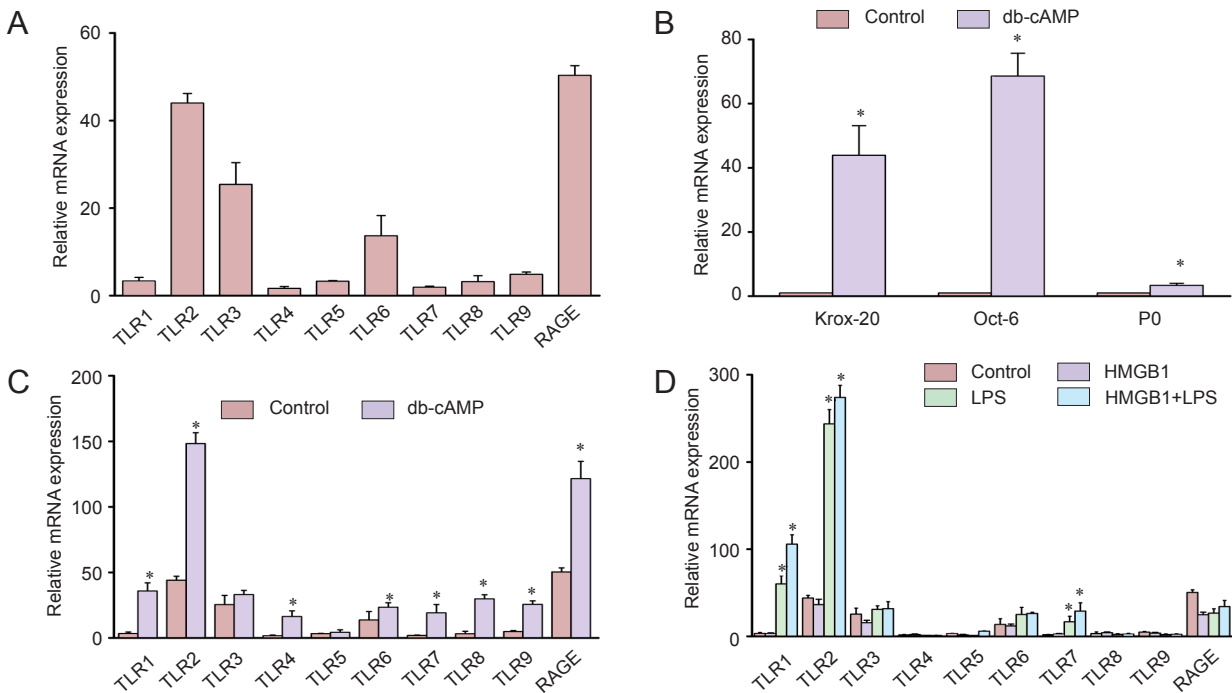 A
Relative mRNA expression
60
40
20
0
TLR1 TLR2 TLR3 TLR4 TLR5 TLR6 TLR7 TLR8 TLR9 RAGE
B
Control db-cAMP
Relative mRNA expression
80
60
40
20
0
* * *
Krox-20 Oct-6 P0
C
Control db-cAMP
Relative mRNA expression
200
150
100
50
0
* * * * * * * *
TLR1 TLR2 TLR3 TLR4 TLR5 TLR6 TLR7 TLR8 TLR9 RAGE
D
Control HMGB1
LPS HMGB1+LPS
Relative mRNA expression
300
200
100
0
* * * * * *
TLR1 TLR2 TLR3 TLR4 TLR5 TLR6 TLR7 TLR8 TLR9 RAGE